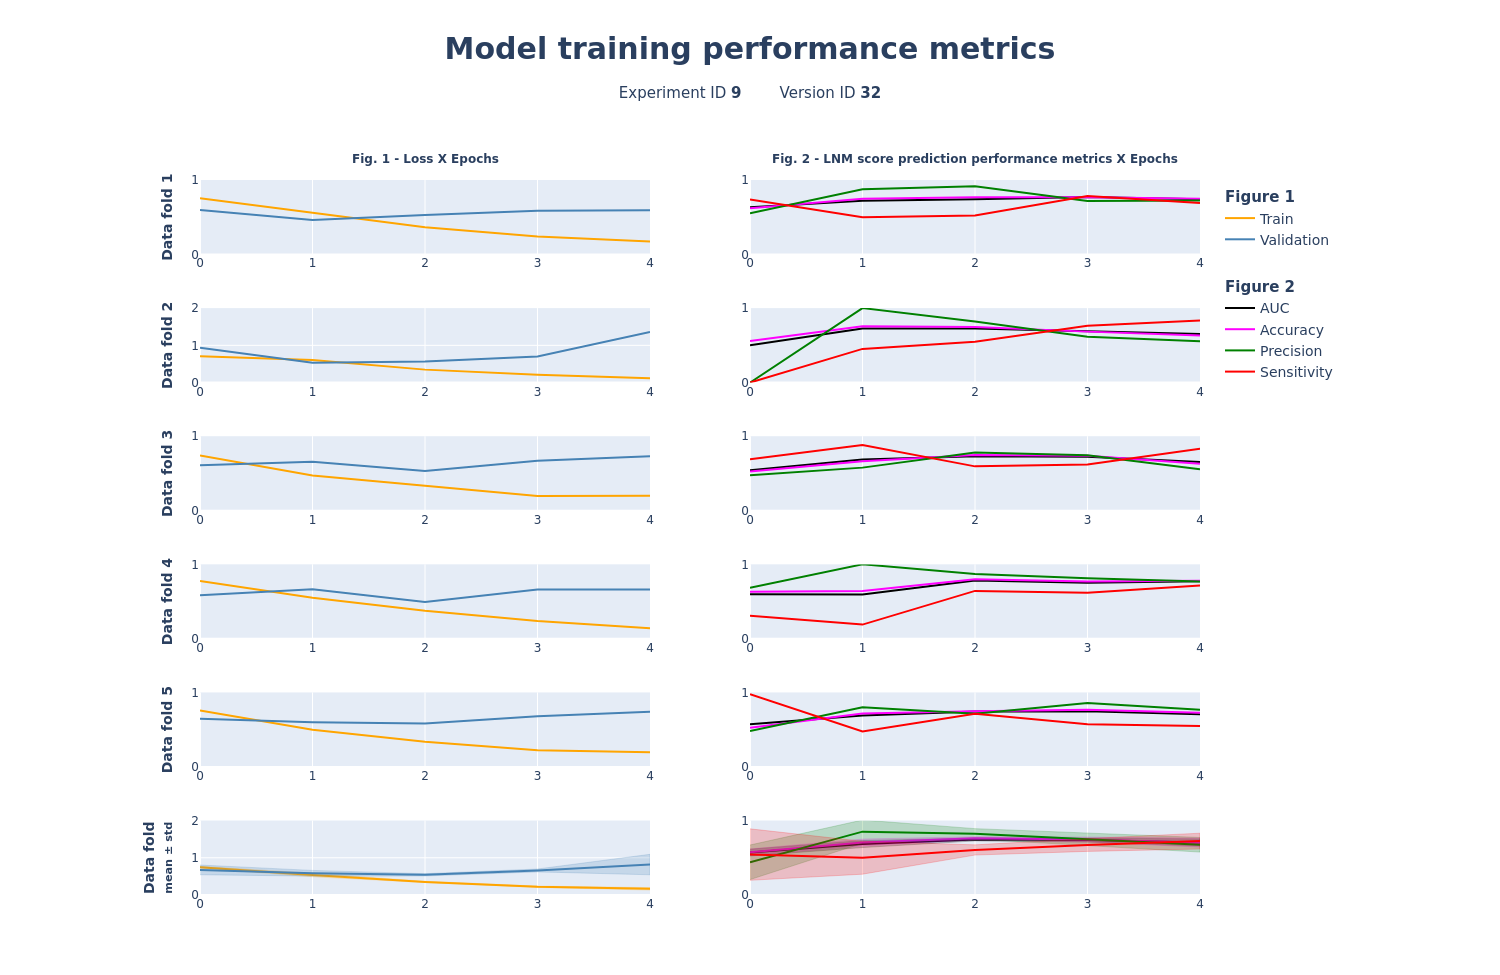 Model training performance metrics
Experiment ID 9 Version ID 32
Fig. 1 - Loss X Epochs
Fig. 2 - LNM score prediction performance metrics X Epochs
Data fold 1
1
0
0 1 2 3 4
1
0
0 1 2 3 4
Figure 1
Train
Validation
Figure 2
AUC
Accuracy
Precision
Sensitivity
Data fold 2
2
1
0
0 1 2 3 4
1
0
0 1 2 3 4
Data fold 3
1
0
0 1 2 3 4
1
0
0 1 2 3 4
Data fold 4
1
0
0 1 2 3 4
1
0
0 1 2 3 4
Data fold 5
1
0
0 1 2 3 4
1
0
0 1 2 3 4
Data fold
mean ± std
2
1
0
0 1 2 3 4
1
0
0 1 2 3 4